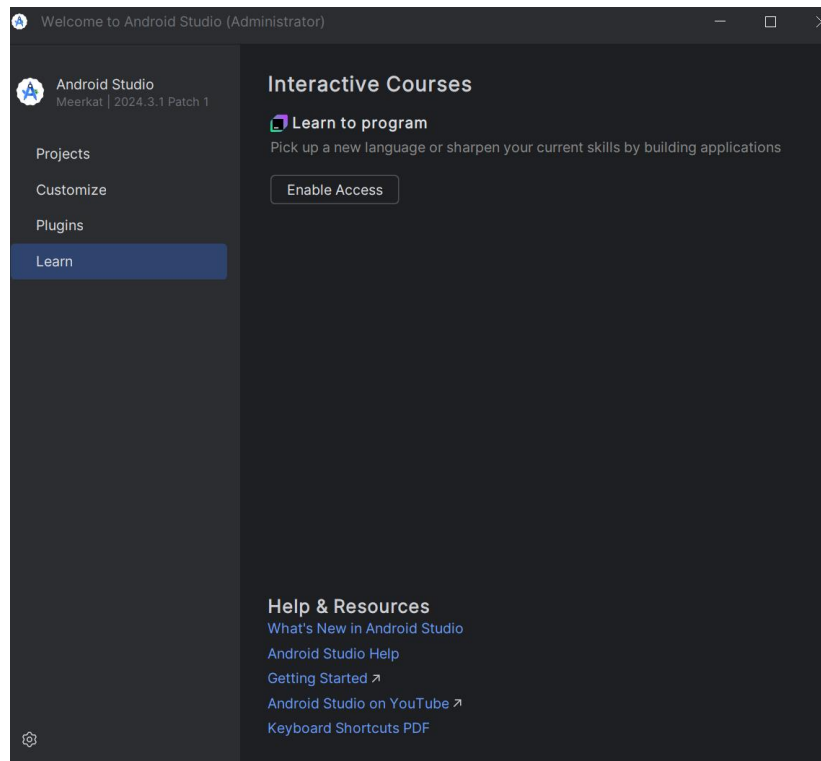 Welcome to Android Studio (Administrator)
Android Studio
Meerkat | 2024.3.1 Patch 1
Projects
Customize
Plugins
Learn
Interactive Courses
Learn to program
Pick up a new language or sharpen your current skills by building applications
Enable Access
Help & Resources
What's New in Android Studio
Android Studio Help
Getting Started ↗
Android Studio on YouTube ↗
Keyboard Shortcuts PDF